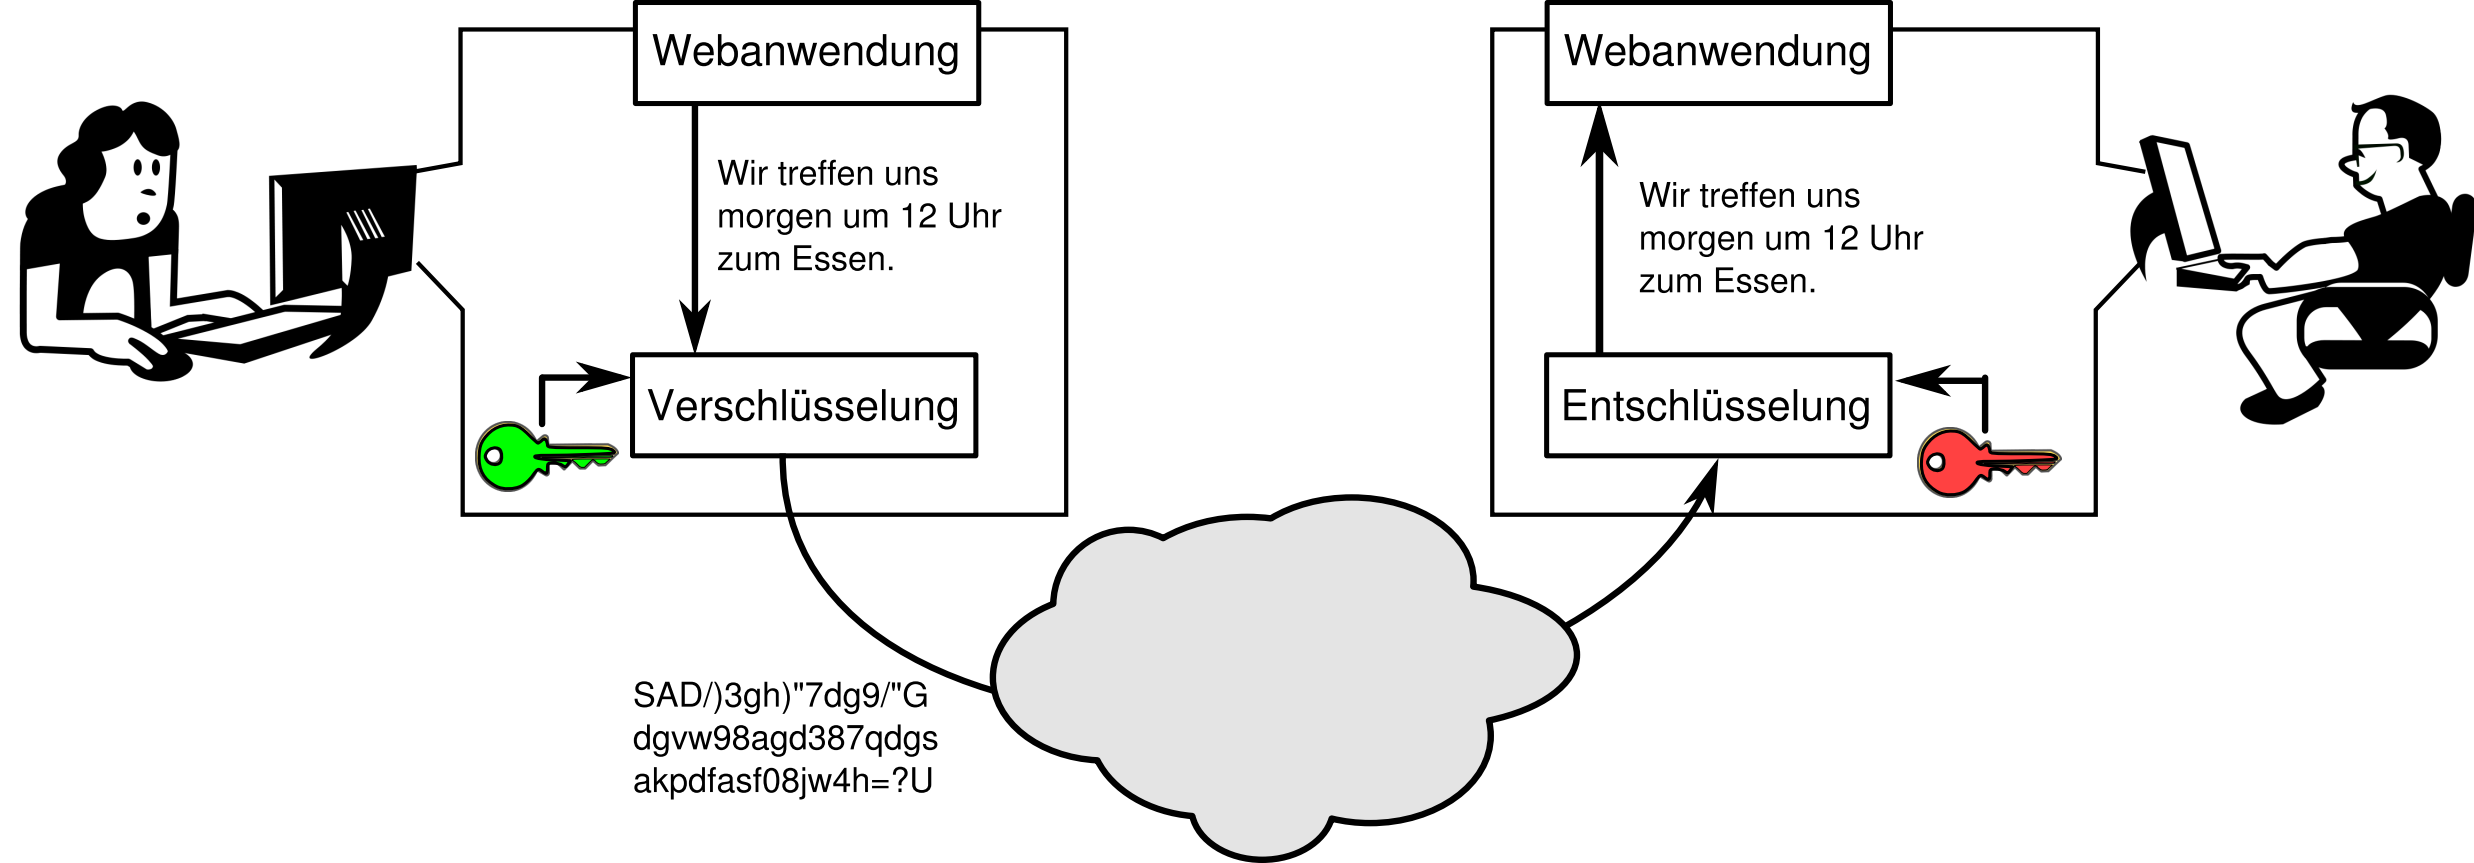 Webanwendung
Wir treffen uns
morgen um 12 Uhr
zum Essen.
Verschlüsselung
SAD/)3gh)"7dg9/"G
dgvw98agd387qdgs
akpdfasf08jw4h=?U
Webanwendung
Wir treffen uns
morgen um 12 Uhr
zum Essen.
Entschlüsselung